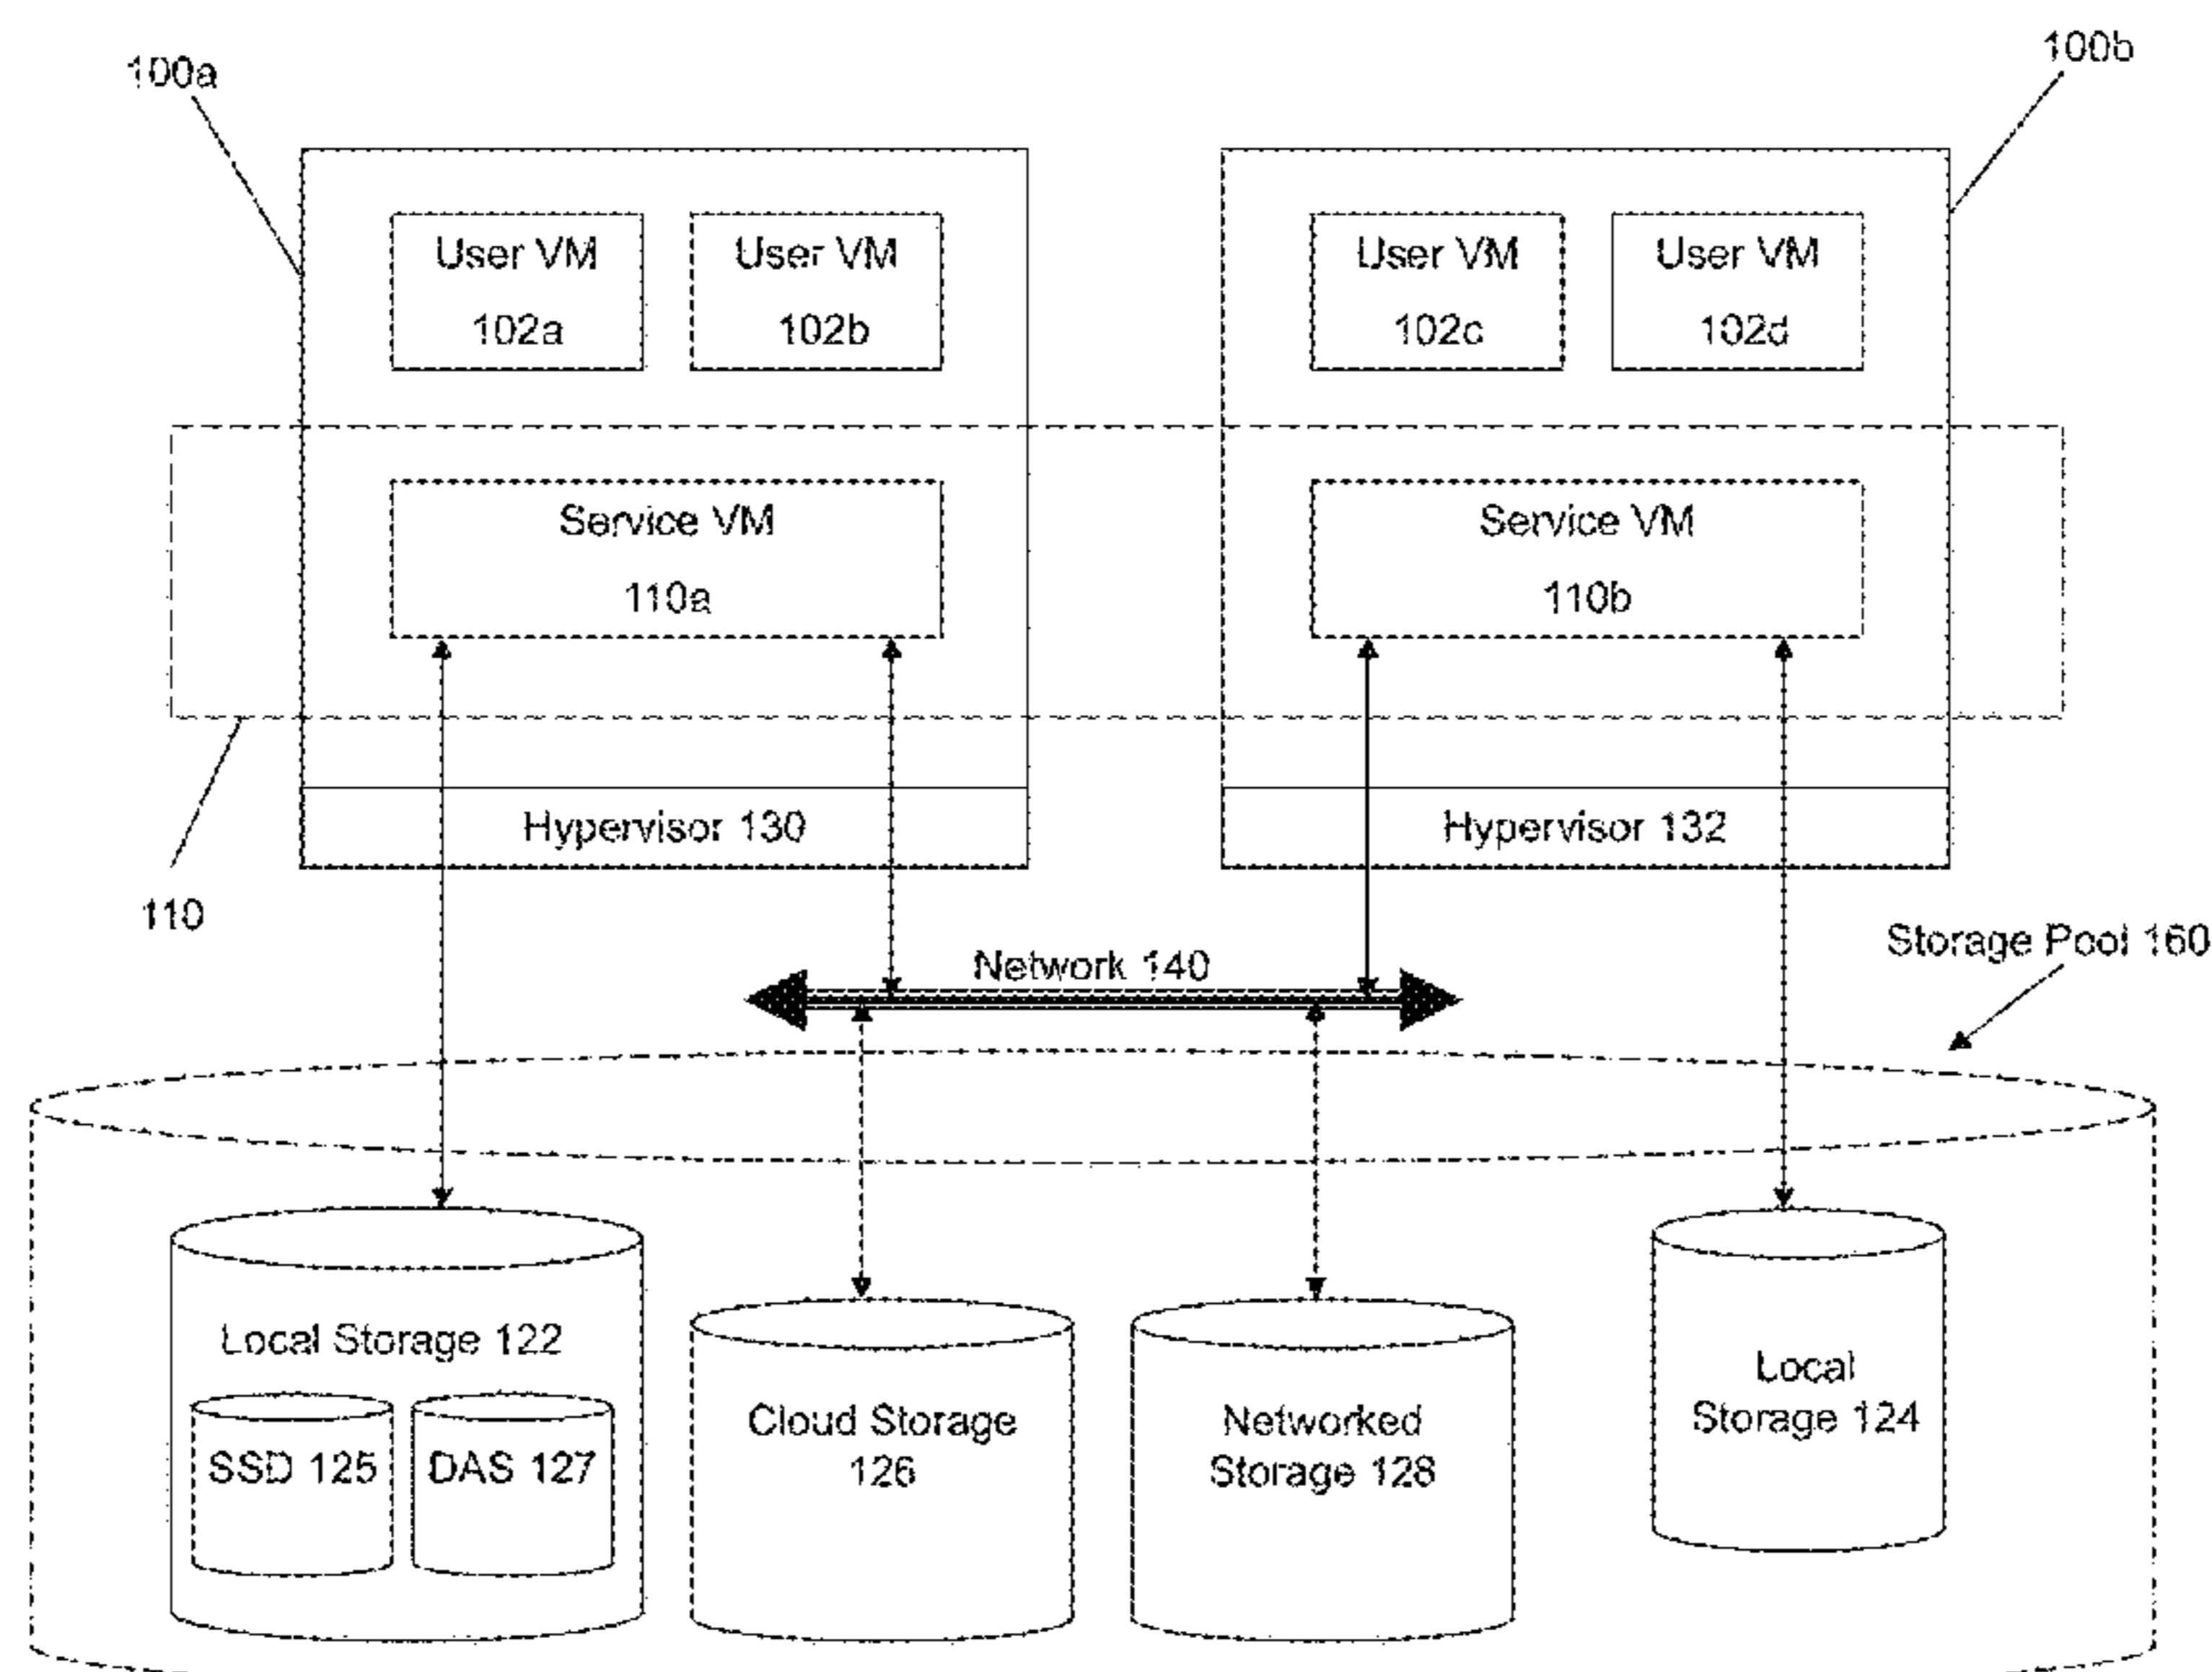 100a
100b
User VM
102a
User VM
102b
User VM
102c
User VM
102d
Service VM
110a
Service VM
110b
Hypervisor 130
Hypervisor 132
110
Storage Pool 160
Network 140
Local Storage 122
SSD 125
DAS 127
Cloud Storage
126
Networked
Storage 128
Local
Storage 124